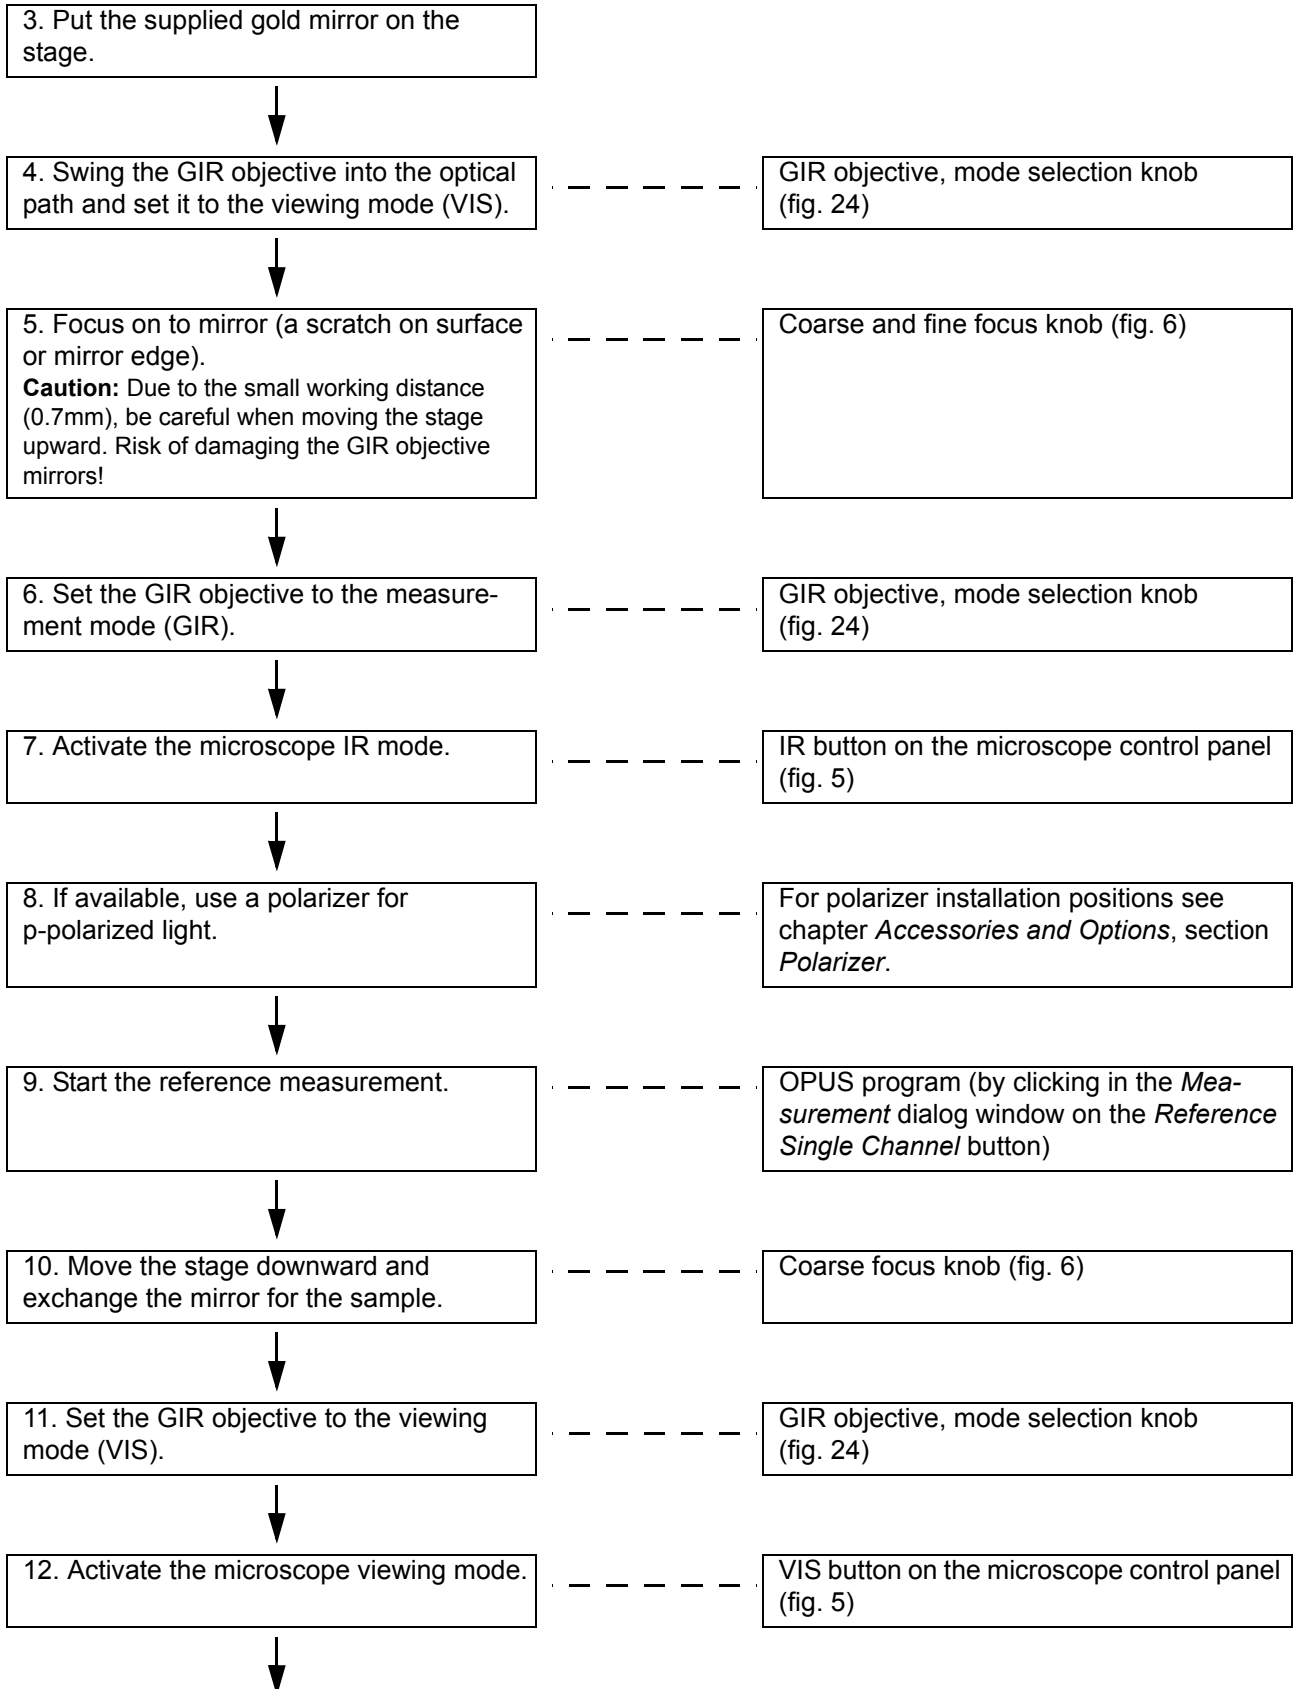 3. Put the supplied gold mirror on the
stage.
4. Swing the GIR objective into the optical
path and set it to the viewing mode (VIS).
GIR objective, mode selection knob
(fig. 24)
5. Focus on to mirror (a scratch on surface
or mirror edge).
Caution: Due to the small working distance
(0.7mm), be careful when moving the stage
upward. Risk of damaging the GIR objective
mirrors!
Coarse and fine focus knob (fig. 6)
6. Set the GIR objective to the measure-
ment mode (GIR).
GIR objective, mode selection knob
(fig. 24)
7. Activate the microscope IR mode.
IR button on the microscope control panel
(fig. 5)
8. If available, use a polarizer for
p-polarized light.
For polarizer installation positions see
chapter Accessories and Options, section
Polarizer.
9. Start the reference measurement.
OPUS program (by clicking in the Mea-
surement dialog window on the Reference
Single Channel button)
10. Move the stage downward and
exchange the mirror for the sample.
Coarse focus knob (fig. 6)
11. Set the GIR objective to the viewing
mode (VIS).
GIR objective, mode selection knob
(fig. 24)
12. Activate the microscope viewing mode.
VIS button on the microscope control panel
(fig. 5)